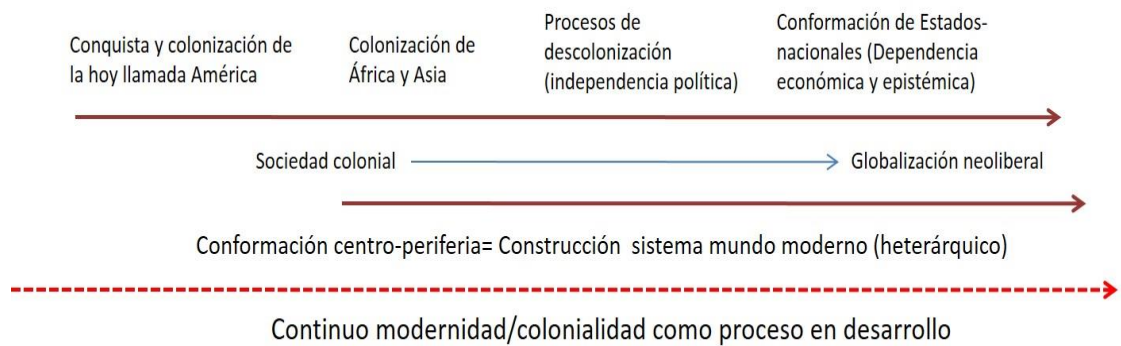 Conquista y colonización de
la hoy llamada América
Colonización de
África y Asia
Procesos de
descolonización
(independencia política)
Conformación de Estados-
nacionales (Dependencia
económica y epistémica)
Sociedad colonial
Globalización neoliberal
Conformación centro-periferia= Construcción sistema mundo moderno (heterárquico)
Continuo modernidad/colonialidad como proceso en desarrollo